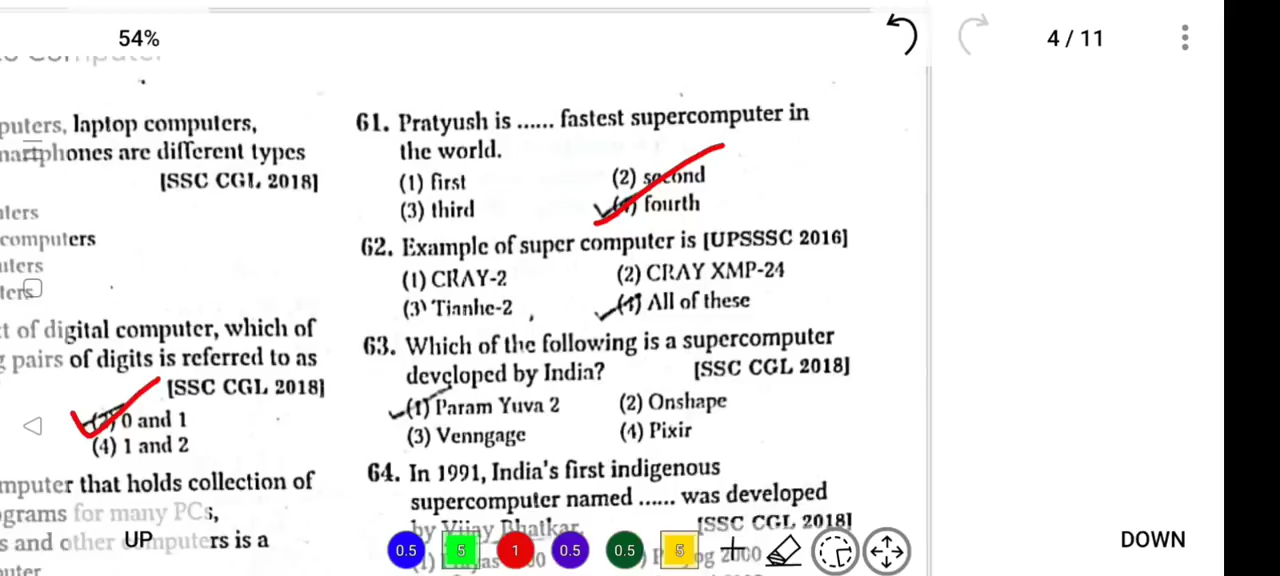 54%
4 / 11
puters, laptop computers,
martphones are different types
[SSC CGL 2018]
computers
t of digital computer, which of
pairs of digits is referred to as
[SSC CGL 2018]
0 and 1
(4) 1 and 2
mputer that holds collection of
grams for many PCs,
s and other computers is a
UP
61. Pratyush is ...... fastest supercomputer in
the world.
(1) first (2) second
(3) third (4) fourth
62. Example of super computer is [UPSSSC 2016]
(1) CRAY-2 (2) CRAY XMP-24
(3) Tianhe-2 , (4) All of these
63. Which of the following is a supercomputer
developed by India? [SSC CGL 2018]
(1) Param Yuva 2 (2) Onshape
(3) Venngage (4) Pixir
64. In 1991, India's first indigenous
supercomputer named ...... was developed
by Vijay Bhatkar. [SSC CGL 2018]
0.5 5 1 0.5 0.5 5
DOWN